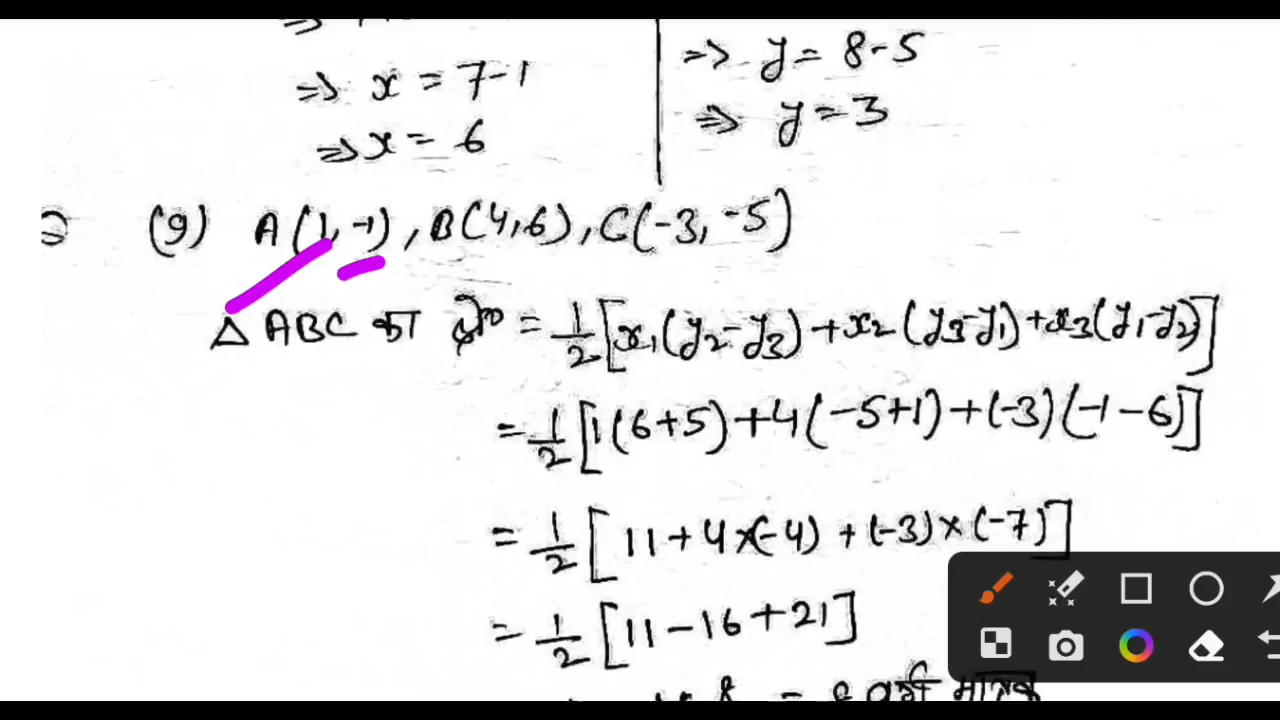 ⇒ x = 7-1
⇒ x = 6
⇒ y = 8-5
⇒ y = 3
(9) A(1,-1), B(4,6), C(-3,-5)
Δ ABC का क्षे० = 1/2 [x₁(y₂-y₃)+x₂(y₃-y₁)+x₃(y₁-y₂)]
= 1/2 [1(6+5)+4(-5+1)+(-3)(-1-6)]
= 1/2 [11+4×(-4)+(-3)×(-7)]
= 1/2 [11-16+21]